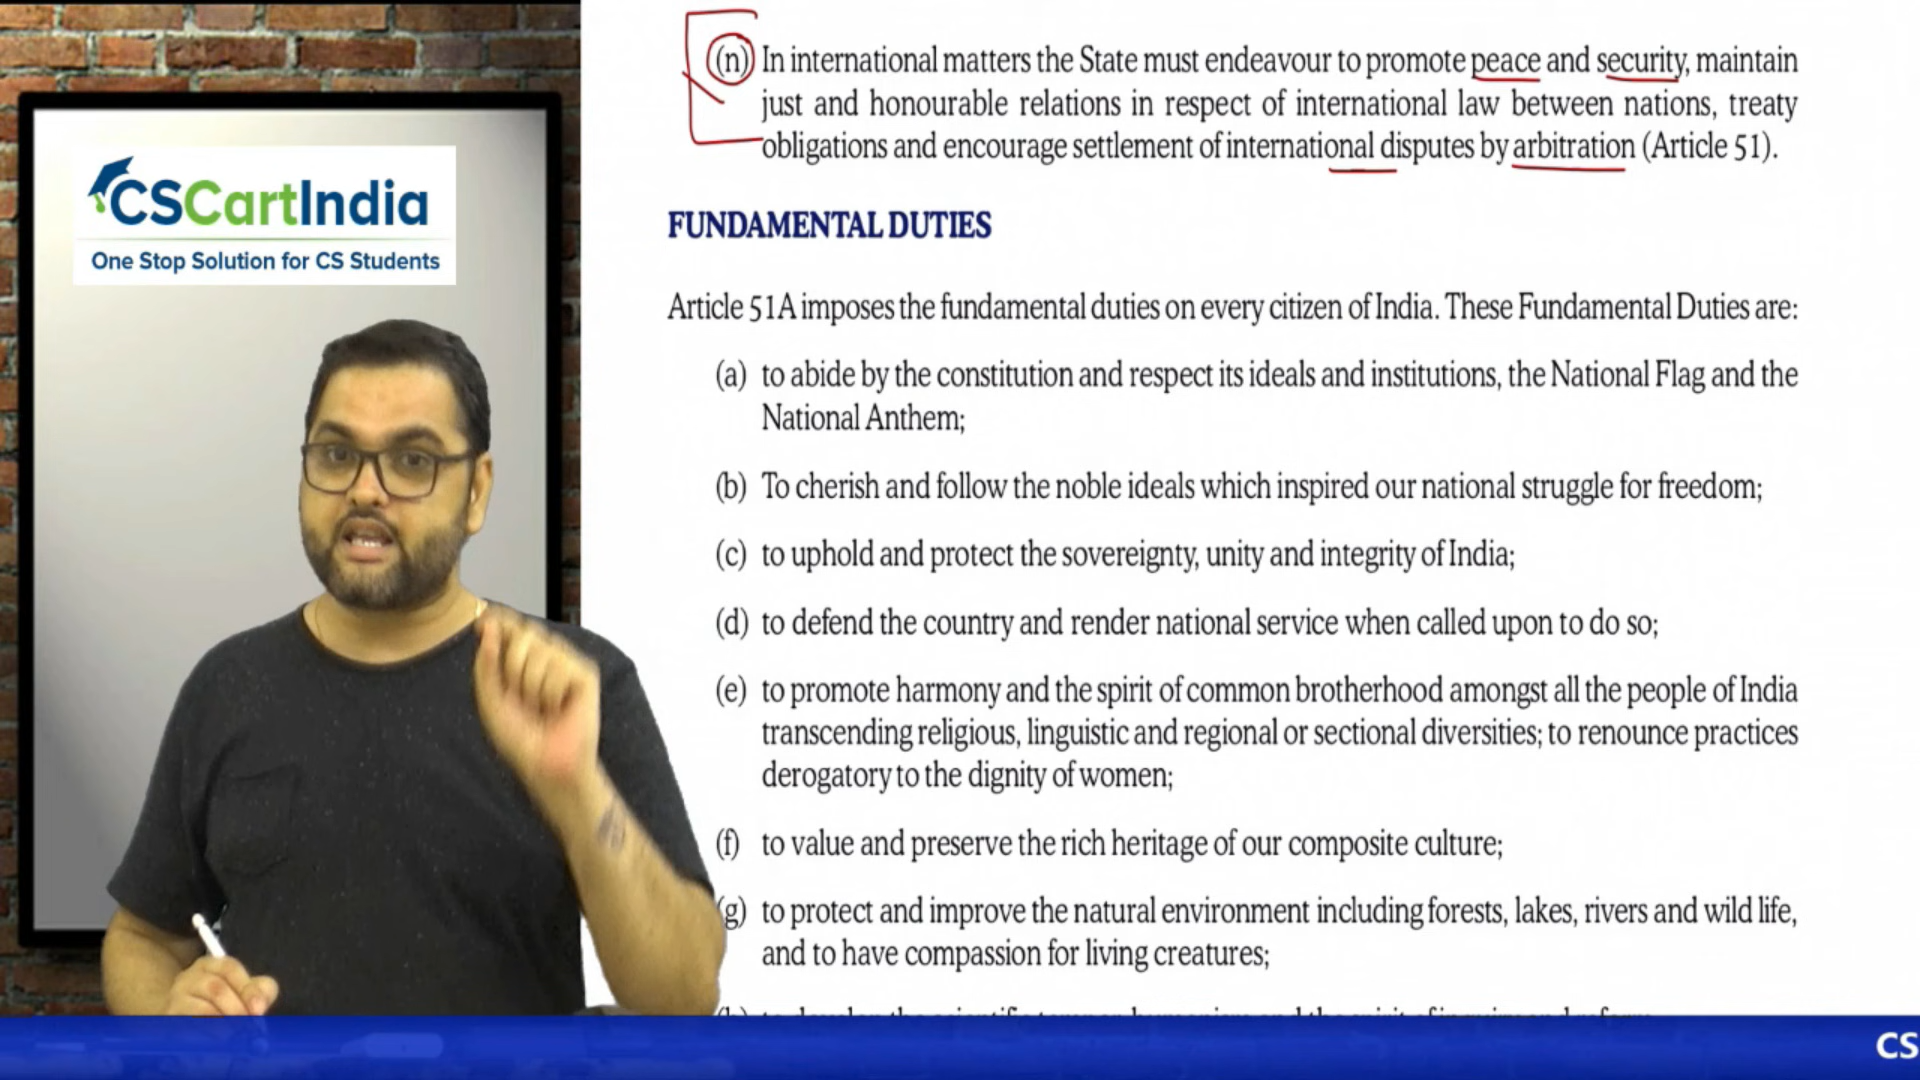 CSCartIndia
One Stop Solution for CS Students
(n) In international matters the State must endeavour to promote peace and security, maintain
just and honourable relations in respect of international law between nations, treaty
obligations and encourage settlement of international disputes by arbitration (Article 51).
FUNDAMENTAL DUTIES
Article 51A imposes the fundamental duties on every citizen of India. These Fundamental Duties are:
(a) to abide by the constitution and respect its ideals and institutions, the National Flag and the
National Anthem;
(b) To cherish and follow the noble ideals which inspired our national struggle for freedom;
(c) to uphold and protect the sovereignty, unity and integrity of India;
(d) to defend the country and render national service when called upon to do so;
(e) to promote harmony and the spirit of common brotherhood amongst all the people of India
transcending religious, linguistic and regional or sectional diversities; to renounce practices
derogatory to the dignity of women;
(f) to value and preserve the rich heritage of our composite culture;
(g) to protect and improve the natural environment including forests, lakes, rivers and wild life,
and to have compassion for living creatures;
CS